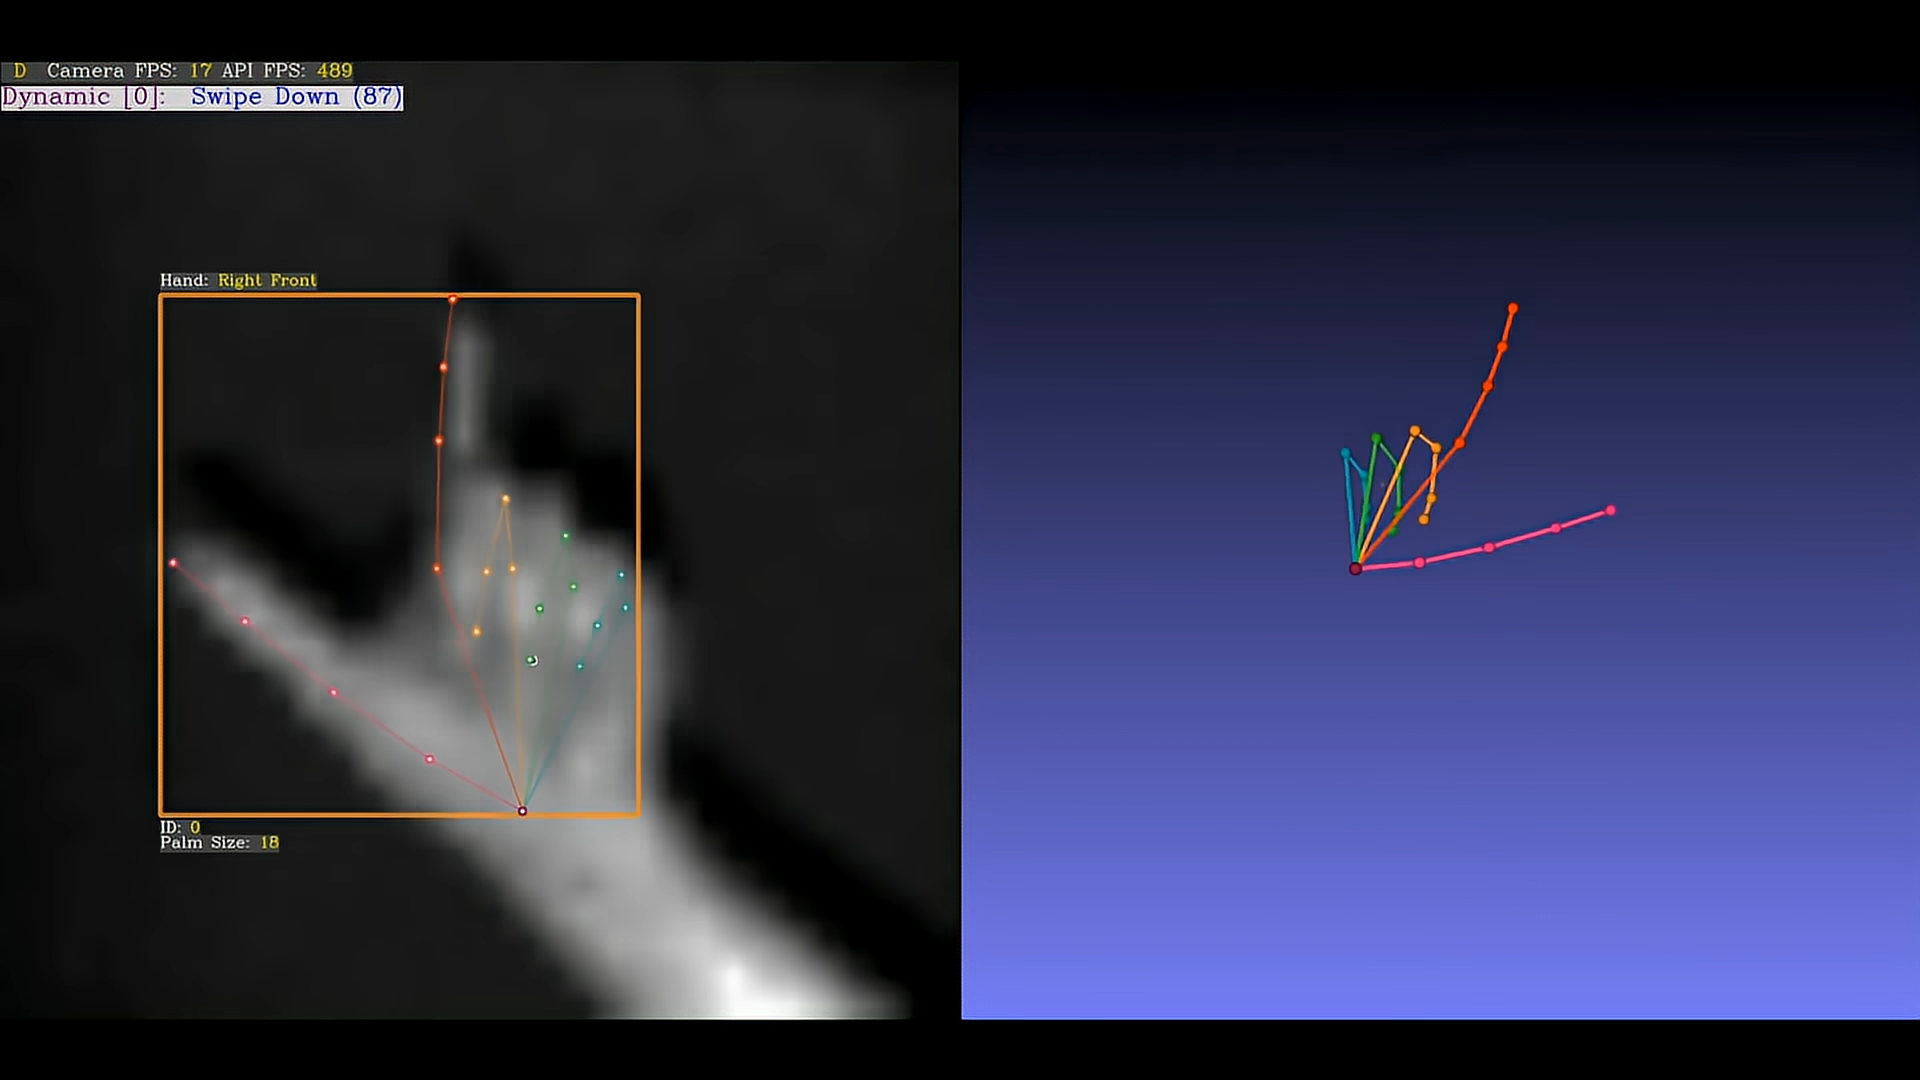 D Camera FPS: 17 API FPS: 489
Dynamic [0]: Swipe Down (87)
Hand: Right Front
ID: 0
Palm Size: 18